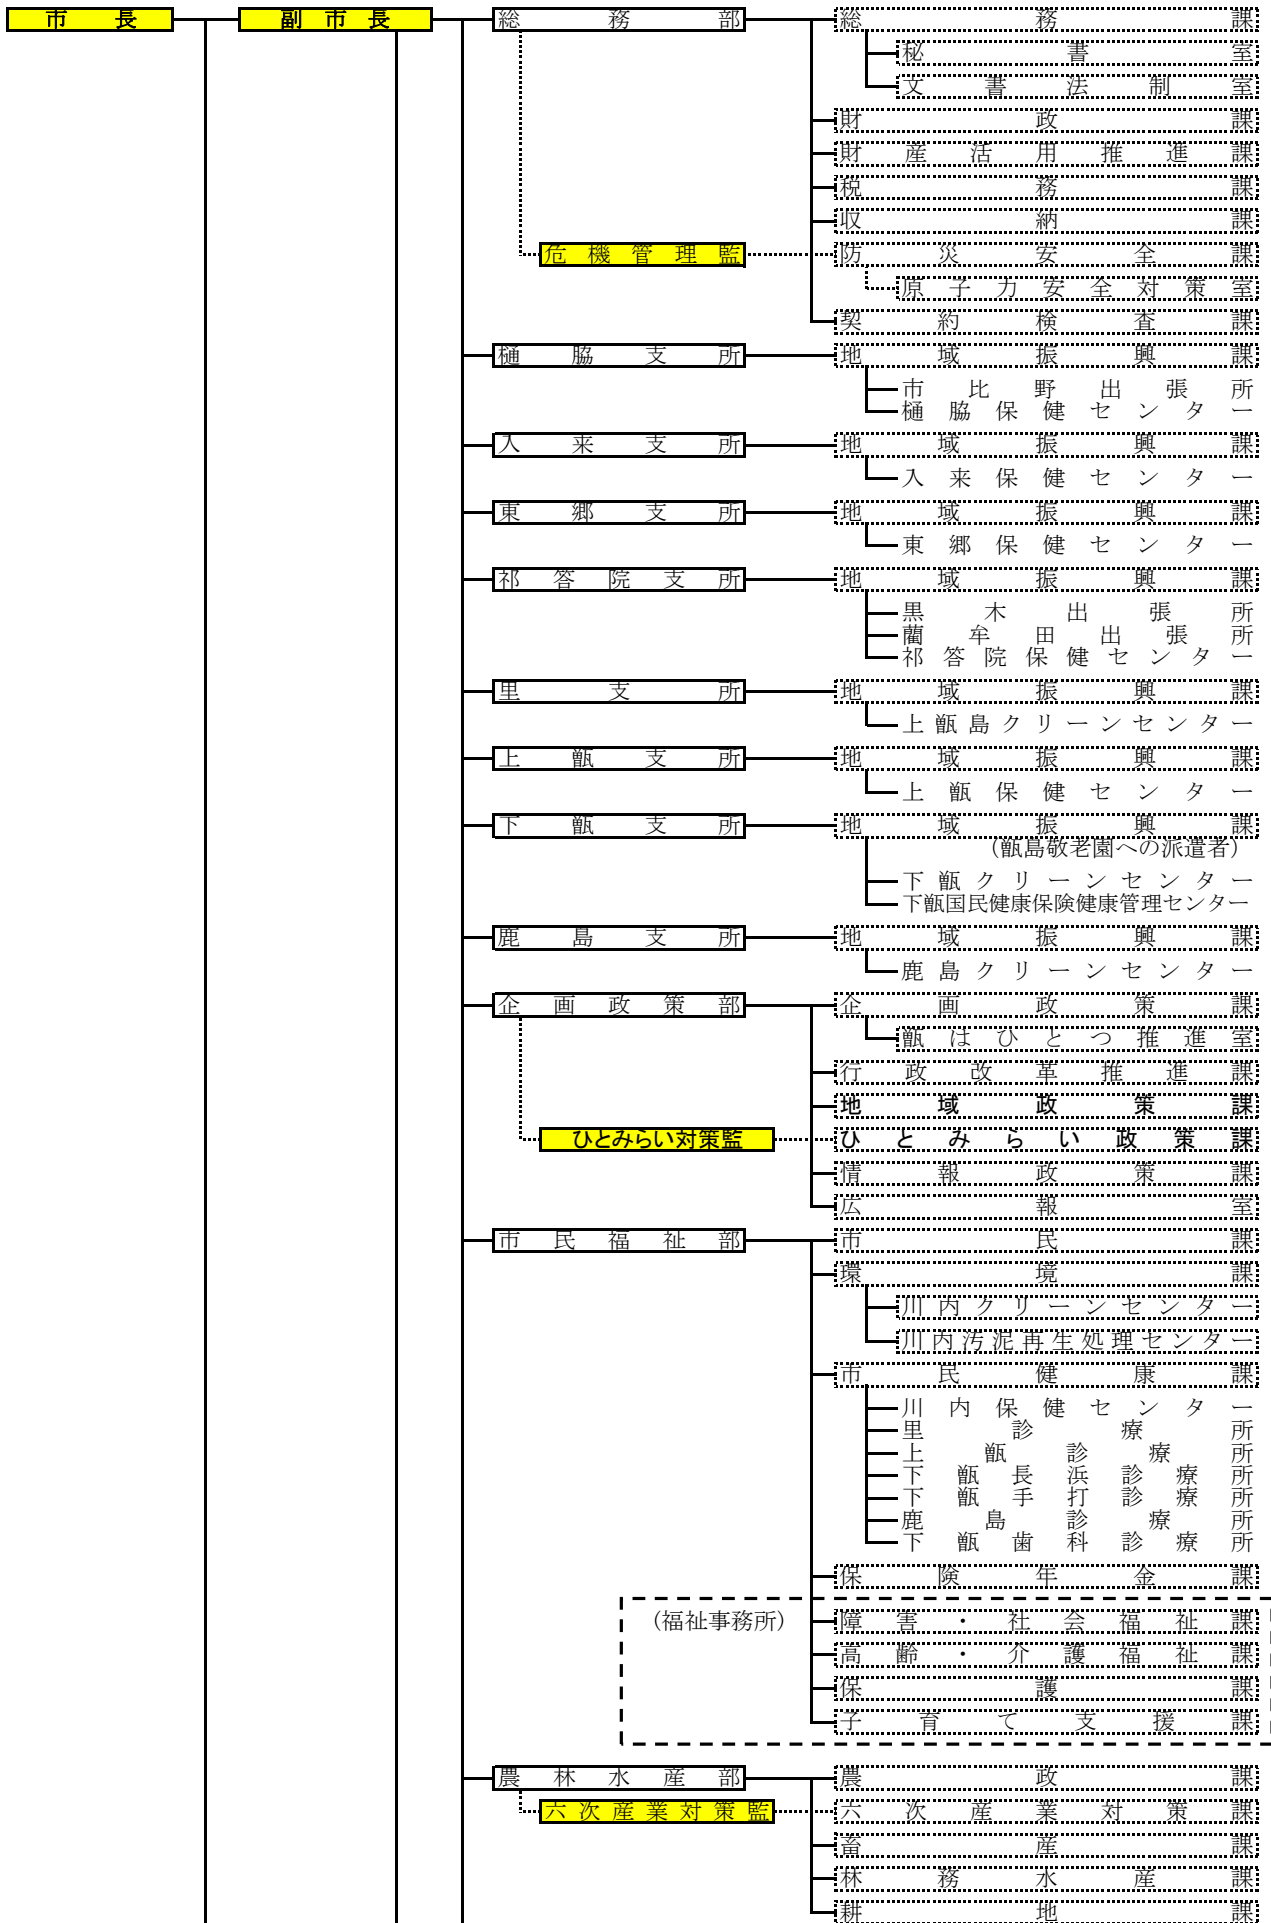 市長 副市長 総務部 総務課
秘書室
文書法制室
財政課
財産活用推進課
税務課
収納課
危機管理監 防災安全課
原子力安全対策室
契約検査課
樋脇支所 地域振興課
市比野出張所
樋脇保健センター
入来支所 地域振興課
入来保健センター
東郷支所 地域振興課
東郷保健センター
祁答院支所 地域振興課
黒木出張所
藺牟田出張所
祁答院保健センター
里支所 地域振興課
上甑島クリーンセンター
上甑支所 地域振興課
上甑保健センター
下甑支所 地域振興課
(甑島敬老園への派遣者)
下甑クリーンセンター
下甑国民健康保険健康管理センター
鹿島支所 地域振興課
鹿島クリーンセンター
企画政策部 企画政策課
甑はひとつ推進室
行政改革推進課
地域政策課
ひとみらい対策監 ひとみらい政策課
情報政策課
広報室
市民福祉部 市民課
環境課
川内クリーンセンター
川内汚泥再生処理センター
市民健康課
川内保健センター
里診療所
上甑診療所
下甑長浜診療所
下甑手打診療所
鹿島診療所
下甑歯科診療所
保険年金課
(福祉事務所) 障害・社会福祉課
高齢・介護福祉課
保護課
子育て支援課
農林水産部 農政課
六次産業対策監 六次産業対策課
畜産課
林務水産課
耕地課